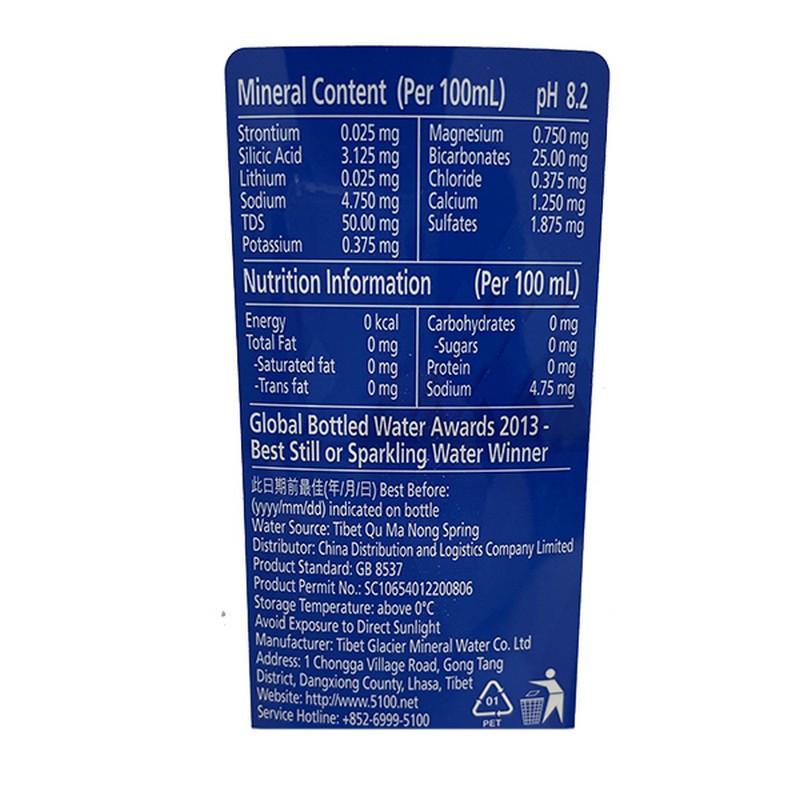 Mineral Content (Per 100mL) pH 8.2
Strontium 0.025 mg
Silicic Acid 3.125 mg
Lithium 0.025 mg
Sodium 4.750 mg
TDS 50.00 mg
Potassium 0.375 mg
Magnesium 0.750 mg
Bicarbonates 25.00 mg
Chloride 0.375 mg
Calcium 1.250 mg
Sulfates 1.875 mg
Nutrition Information (Per 100 mL)
Energy 0 kcal
Total Fat 0 mg
-Saturated fat 0 mg
-Trans fat 0 mg
Carbohydrates 0 mg
-Sugars 0 mg
Protein 0 mg
Sodium 4.75 mg
Global Bottled Water Awards 2013 -
Best Still or Sparkling Water Winner
此日期前最佳(年/月/日) Best Before:
(yyyy/mm/dd) indicated on bottle
Water Source: Tibet Qu Ma Nong Spring
Distributor: China Distribution and Logistics Company Limited
Product Standard: GB 8537
Product Permit No.: SC10654012200806
Storage Temperature: above 0°C
Avoid Exposure to Direct Sunlight
Manufacturer: Tibet Glacier Mineral Water Co. Ltd
Address: 1 Chongga Village Road, Gong Tang
District, Dangxiong County, Lhasa, Tibet
Website: http://www.5100.net
Service Hotline: +852-6999-5100
01
PET